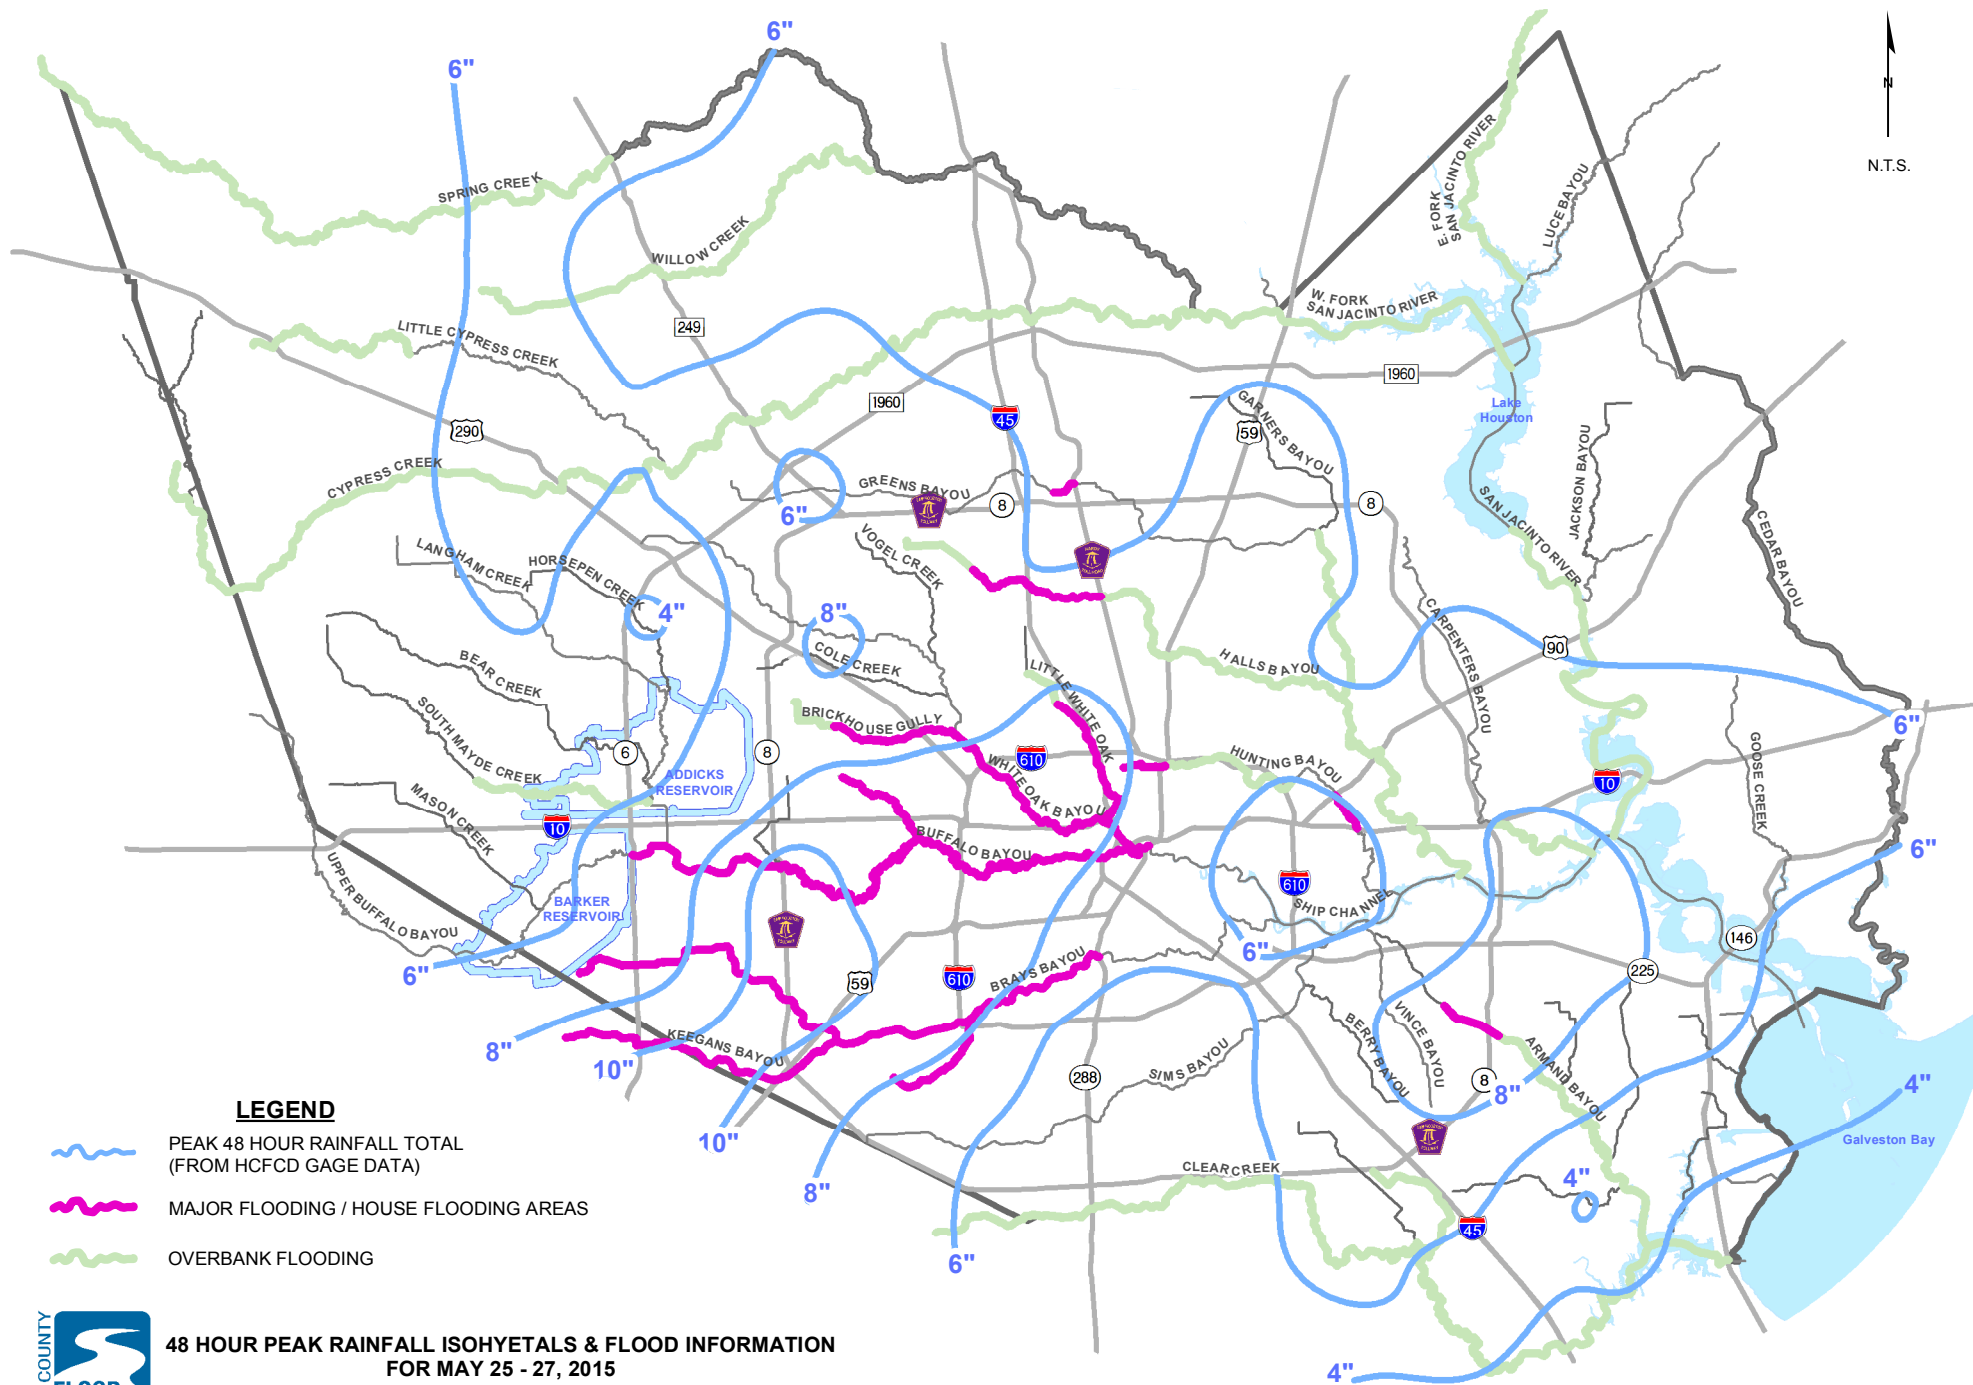 6"
6"
N
N.T.S.
SPRING CREEK
WILLOW CREEK
E. FORK
SAN JACINTO RIVER
LUCE BAYOU
W. FORK
SAN JACINTO RIVER
249
LITTLE CYPRESS CREEK
1960
1960
Lake
Houston
45
290
59
GARNERS BAYOU
CYPRESS CREEK
GREENS BAYOU
8
8
6"
SAN JACINTO RIVER
JACKSON BAYOU
CEDAR BAYOU
VOGEL CREEK
LANGHAM CREEK
HORSEPEN CREEK
HARDY
TOLLWAY
4"
8"
CARPENTERS BAYOU
90
COLE CREEK
BEAR CREEK
LITTLE WHITE OAK
HALLS BAYOU
SOUTH MAYDE CREEK
BRICKHOUSE GULLY
6"
6
8
610
WHITE OAK BAYOU
HUNTING BAYOU
GOOSE CREEK
ADDICKS
RESERVOIR
10
MASON CREEK
10
BUFFALO BAYOU
6"
UPPER BUFFALO BAYOU
BARKER
RESERVOIR
610
SHIP CHANNEL
146
6"
6"
59
610
BRAYS BAYOU
225
8"
KEEGANS BAYOU
10"
288
SIMS BAYOU
BERRY BAYOU
VINCE BAYOU
8
8"
ARMAND BAYOU
4"
Galveston Bay
10"
8"
CLEAR CREEK
4"
45
6"
4"
LEGEND
PEAK 48 HOUR RAINFALL TOTAL
(FROM HCFCD GAGE DATA)
MAJOR FLOODING / HOUSE FLOODING AREAS
OVERBANK FLOODING
COUNTY
48 HOUR PEAK RAINFALL ISOHYETALS & FLOOD INFORMATION
FOR MAY 25 - 27, 2015